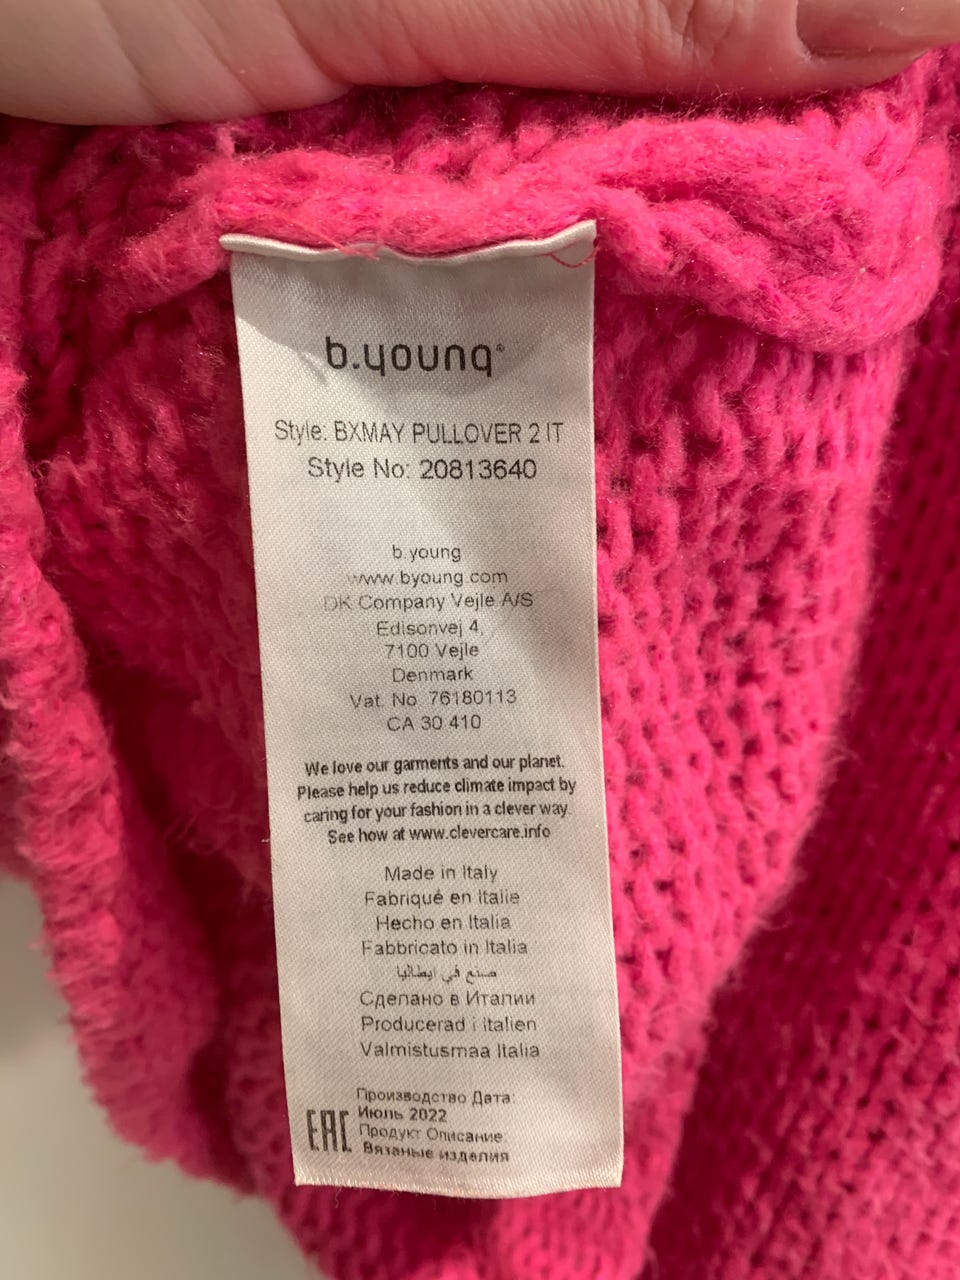 b.young®
Style: BXMAY PULLOVER 2 IT
Style No: 20813640
b.young
www.byoung.com
DK Company Vejle A/S
Edisonvej 4,
7100 Vejle
Denmark
Vat. No. 76180113
CA 30 410
We love our garments and our planet.
Please help us reduce climate impact by
caring for your fashion in a clever way.
See how at www.clevercare.info
Made in Italy
Fabriqué en Italie
Hecho en Italia
Fabbricato in Italia
صنع في ايطاليا
Сделано в Италии
Producerad i Italien
Valmistusmaa Italia
EAC
Производство Дата:
Июль 2022
Продукт Описание:
Вязаные изделия